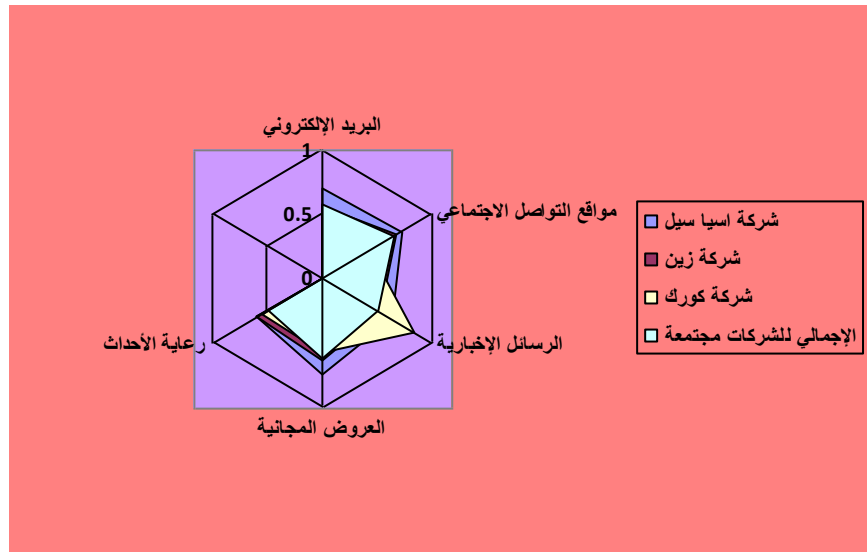 البريد الإلكتروني
1
مواقع التواصل الاجتماعي
0.5
0
الرسائل الإخبارية
رعاية الأحداث
العروض المجانية
شركة اسيا سيل
شركة زين
شركة كورك
الإجمالي للشركات مجتمعة